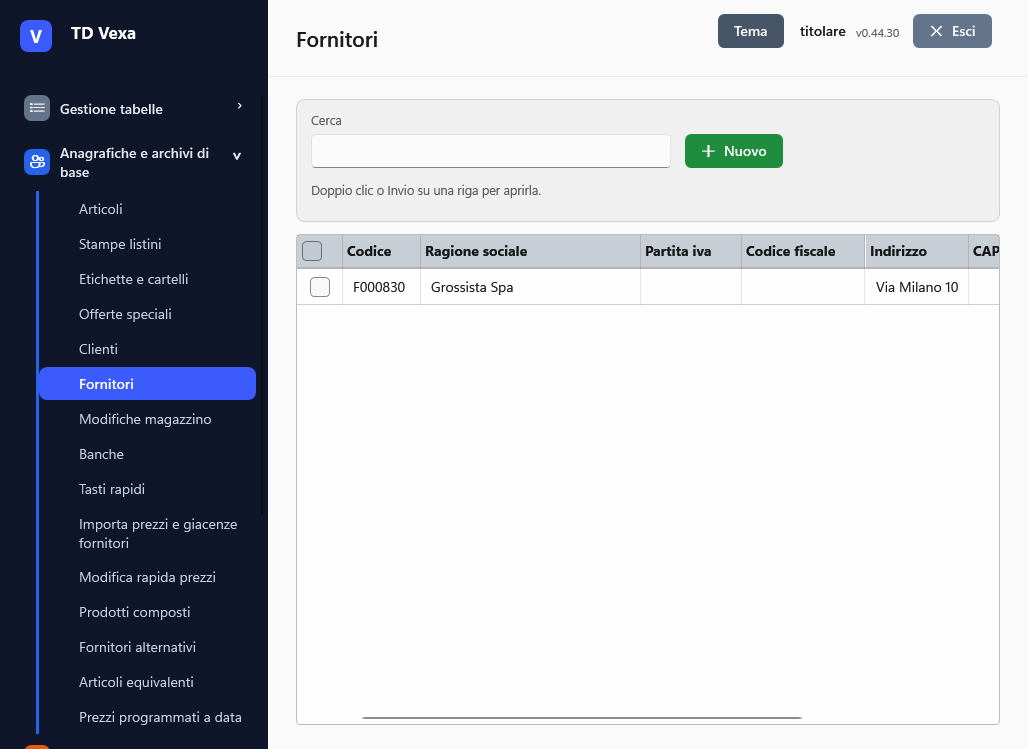 V
TD Vexa
Gestione tabelle
Anagrafiche e archivi di
base
Articoli
Stampe listini
Etichette e cartelli
Offerte speciali
Clienti
Fornitori
Modifiche magazzino
Banche
Tasti rapidi
Importa prezzi e giacenze
fornitori
Modifica rapida prezzi
Prodotti composti
Fornitori alternativi
Articoli equivalenti
Prezzi programmati a data
Fornitori
Tema titolare v0.44.30 Esci
Cerca
Nuovo
Doppio clic o Invio su una riga per aprirla.
Codice Ragione sociale Partita iva Codice fiscale Indirizzo CAP
F000830 Grossista Spa Via Milano 10